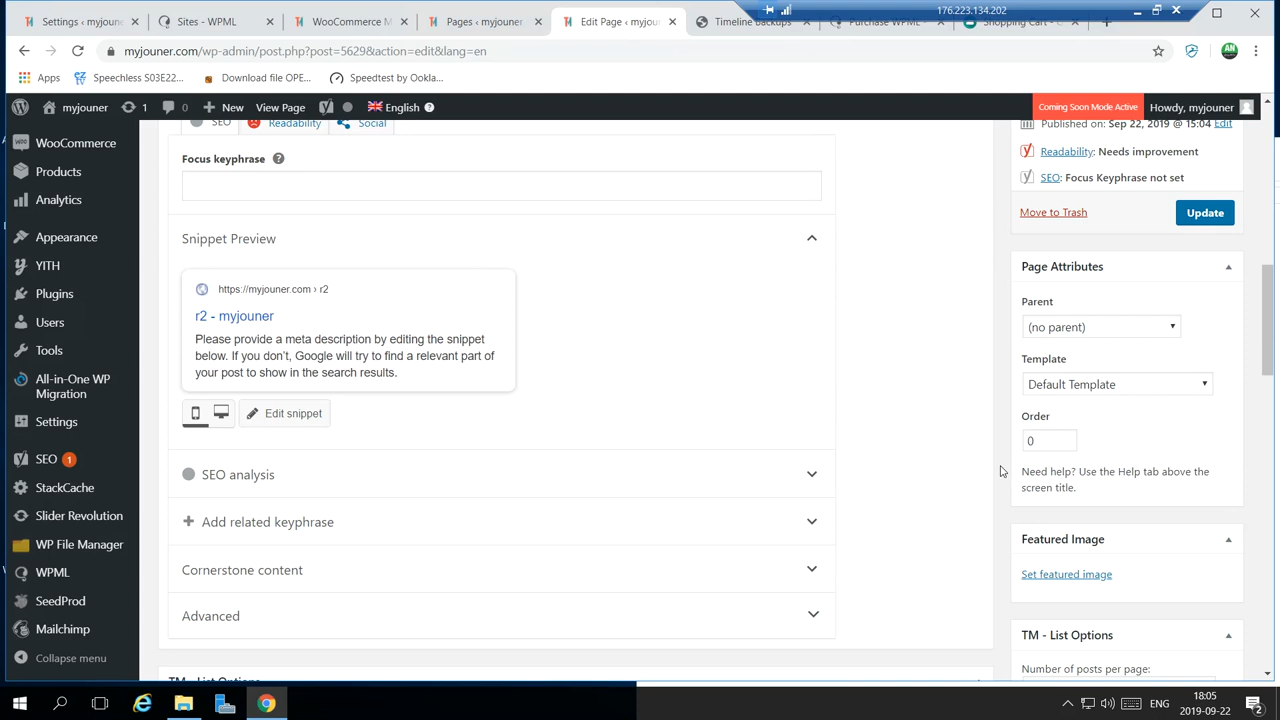 176.223.134.202
Settings ‹ myjoune
Sites - WPML
WooCommerce M
Pages ‹ myjouner
Edit Page ‹ myjou
Timeline Backups
Purchase WPML -
Shopping Cart -
myjouner.com/wp-admin/post.php?post=5629&action=edit&lang=en
AN
Apps
Speechless S03E22...
Download file OPE...
Speedtest by Ookla...
myjouner
1
0
New
View Page
English
Coming Soon Mode Active
Howdy, myjouner
WooCommerce
Products
Analytics
Appearance
YITH
Plugins
Users
Tools
All-in-One WP
Migration
Settings
SEO 1
StackCache
Slider Revolution
WP File Manager
WPML
SeedProd
Mailchimp
Collapse menu
SEO
Readability
Social
Focus keyphrase
Snippet Preview
https://myjouner.com › r2
r2 - myjouner
Please provide a meta description by editing the snippet
below. If you don't, Google will try to find a relevant part of
your post to show in the search results.
Edit snippet
SEO analysis
Add related keyphrase
Cornerstone content
Advanced
TM - List Options
Published on: Sep 22, 2019 @ 15:04 Edit
Readability: Needs improvement
SEO: Focus Keyphrase not set
Move to Trash
Update
Page Attributes
Parent
(no parent)
Template
Default Template
Order
0
Need help? Use the Help tab above the
screen title.
Featured Image
Set featured image
TM - List Options
Number of posts per page:
ENG
18:05
2019-09-22
2